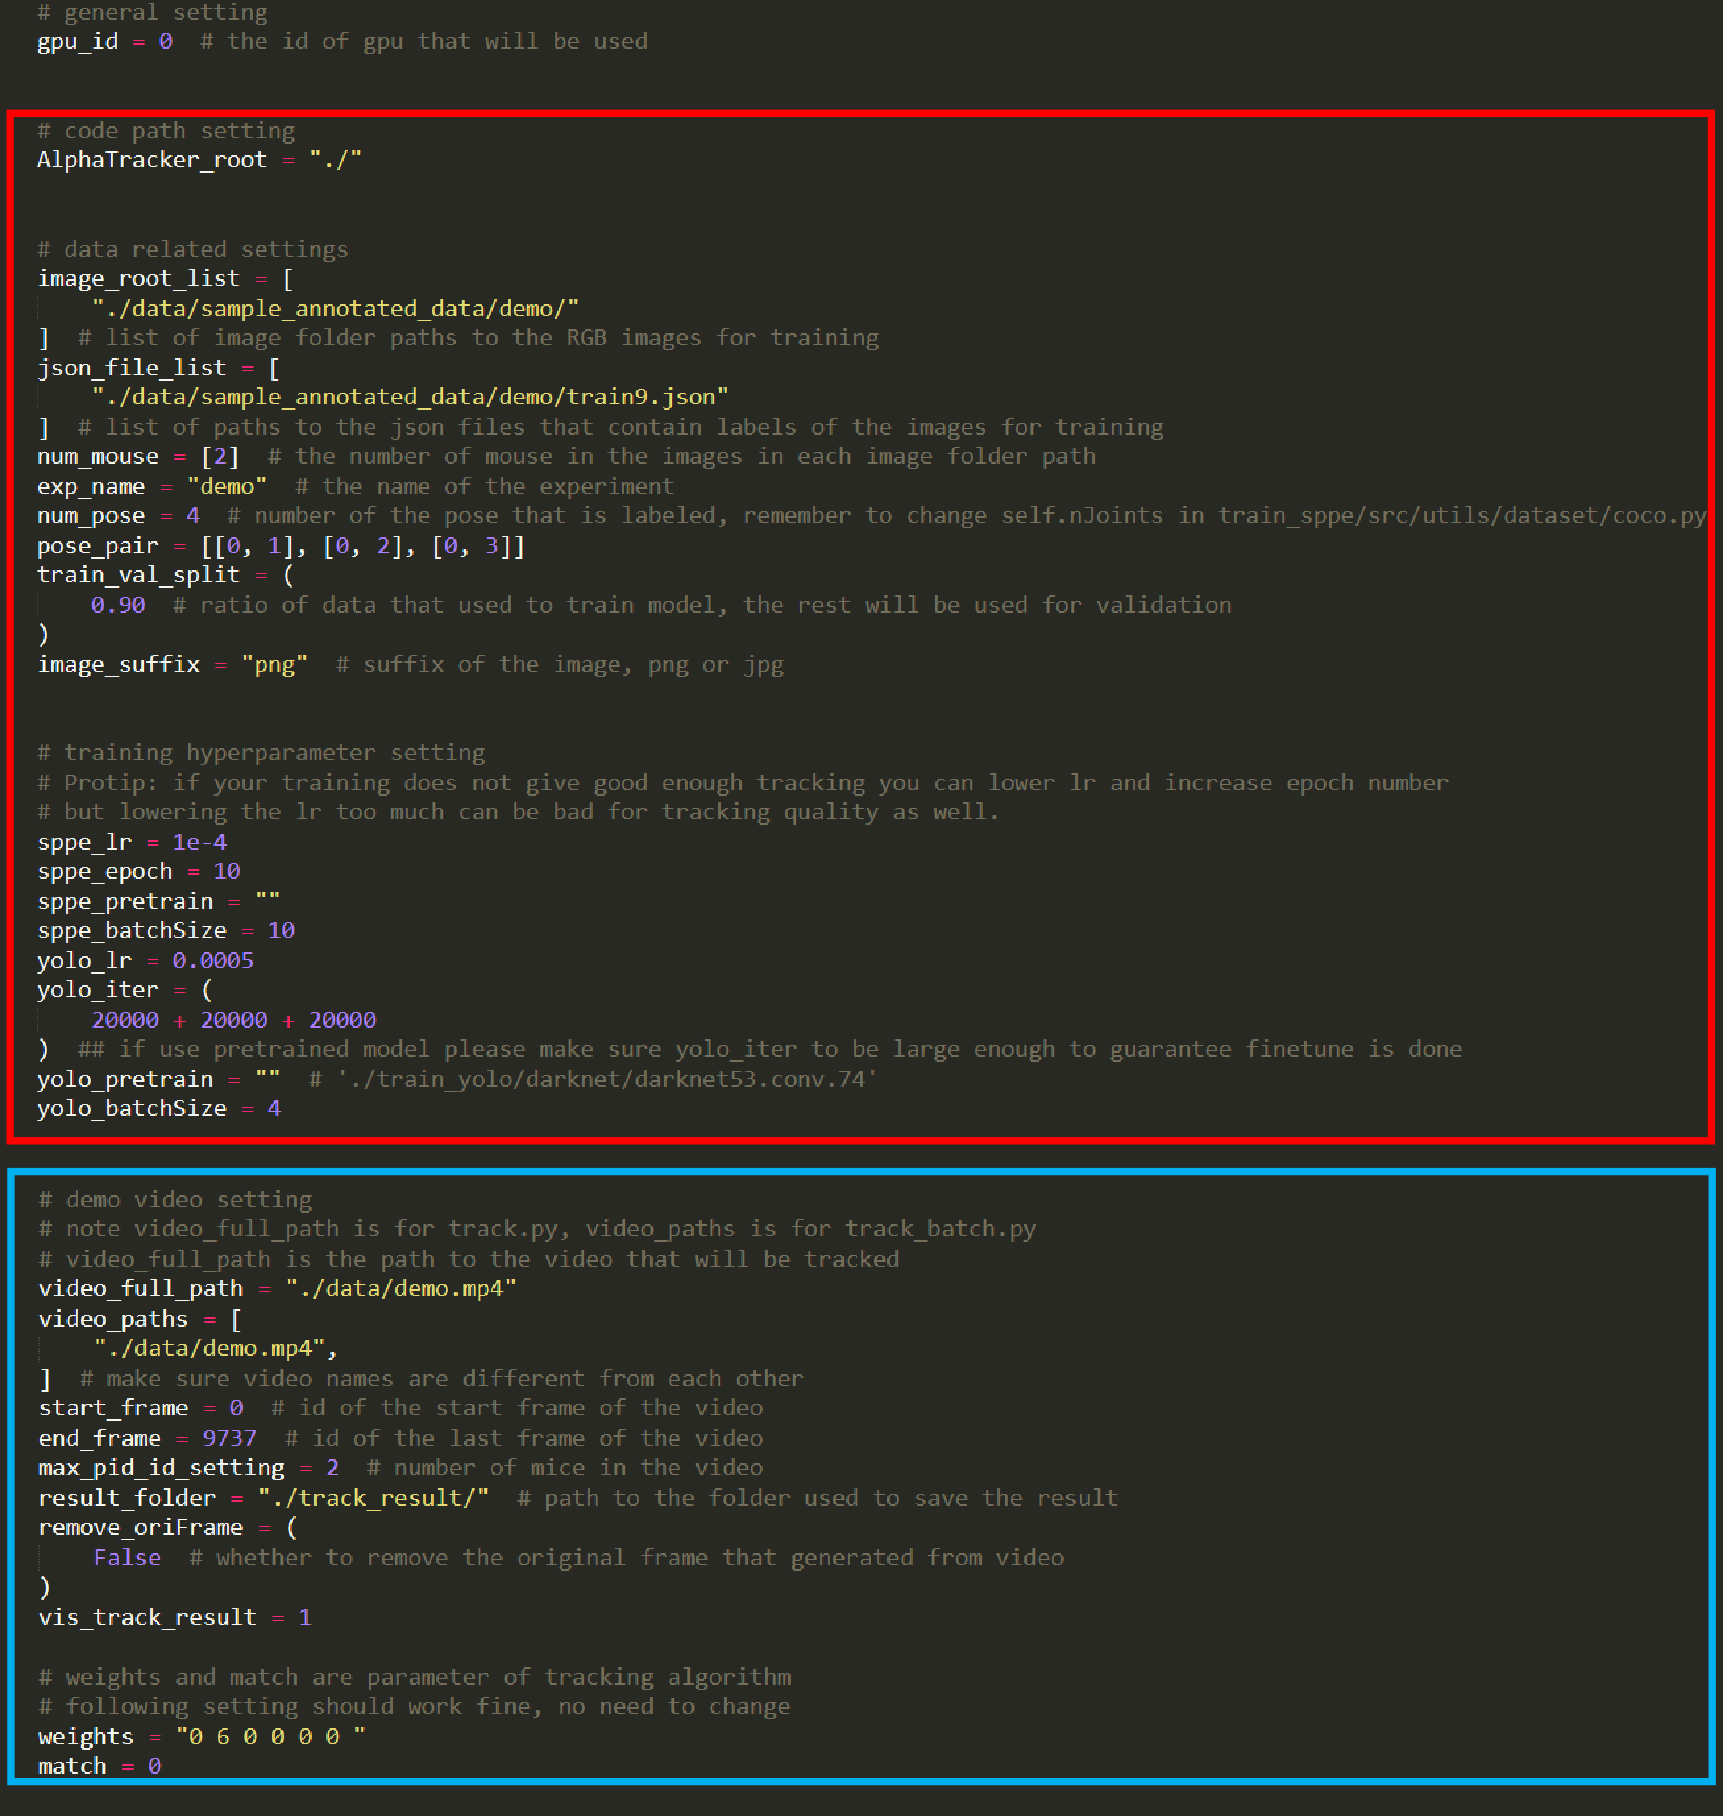 # general setting
gpu_id = 0  # the id of gpu that will be used
# code path setting
AlphaTracker_root = "./"
# data related settings
image_root_list = [
    "./data/sample_annotated_data/demo/"
]  # list of image folder paths to the RGB images for training
json_file_list = [
    "./data/sample_annotated_data/demo/train9.json"
]  # list of paths to the json files that contain labels of the images for training
num_mouse = [2]  # the number of mouse in the images in each image folder path
exp_name = "demo"  # the name of the experiment
num_pose = 4  # number of the pose that is labeled, remember to change self.nJoints in train_sppe/src/utils/dataset/coco.py
pose_pair = [[0, 1], [0, 2], [0, 3]]
train_val_split = (
    0.90  # ratio of data that used to train model, the rest will be used for validation
)
image_suffix = "png"  # suffix of the image, png or jpg
# training hyperparameter setting
# Protip: if your training does not give good enough tracking you can lower lr and increase epoch number
# but lowering the lr too much can be bad for tracking quality as well.
sppe_lr = 1e-4
sppe_epoch = 10
sppe_pretrain = ""
sppe_batchSize = 10
yolo_lr = 0.0005
yolo_iter = (
    20000 + 20000 + 20000
)  ## if use pretrained model please make sure yolo_iter to be large enough to guarantee finetune is done
yolo_pretrain = ""  # './train_yolo/darknet/darknet53.conv.74'
yolo_batchSize = 4
# demo video setting
# note video_full_path is for track.py, video_paths is for track_batch.py
# video_full_path is the path to the video that will be tracked
video_full_path = "./data/demo.mp4"
video_paths = [
    "./data/demo.mp4",
]  # make sure video names are different from each other
start_frame = 0  # id of the start frame of the video
end_frame = 9737  # id of the last frame of the video
max_pid_id_setting = 2  # number of mice in the video
result_folder = "./track_result/"  # path to the folder used to save the result
remove_oriFrame = (
    False  # whether to remove the original frame that generated from video
)
vis_track_result = 1
# weights and match are parameter of tracking algorithm
# following setting should work fine, no need to change
weights = "0 6 0 0 0 0 "
match = 0